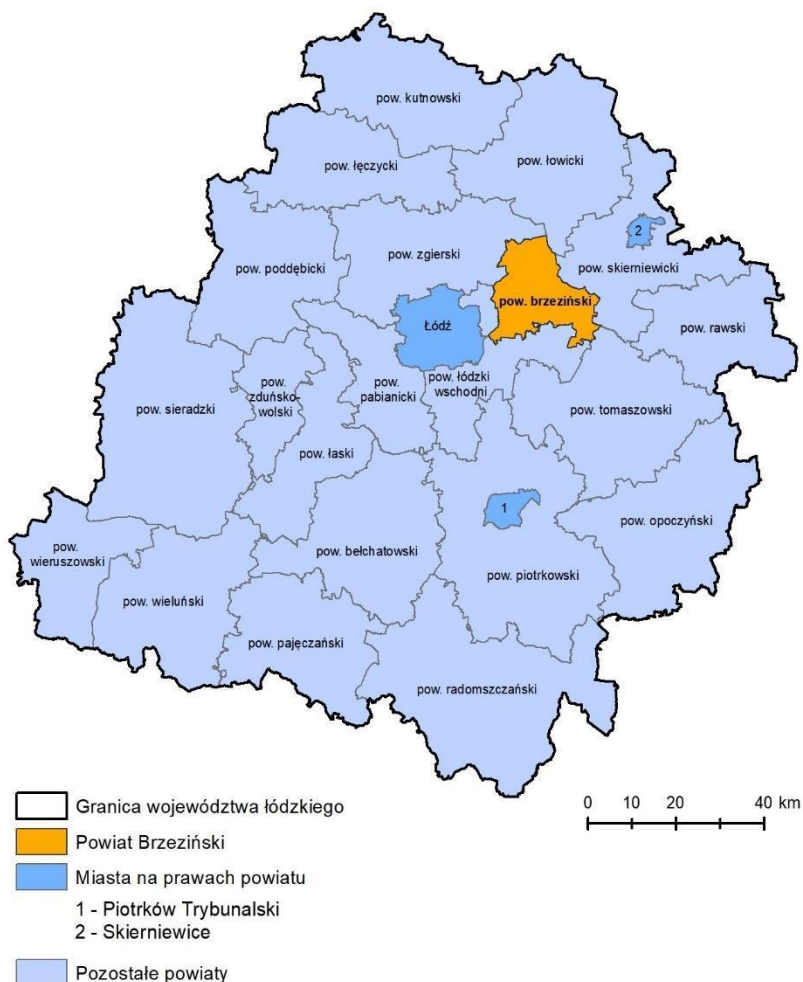 pow. kutnowski
pow. łęczycki
pow. łowicki
2
pow. zgierski
pow. skierniewicki
pow. poddębicki
pow. brzeziński
Łódź
pow. rawski
pow.
zduńsko-
wolski
pow.
pabianicki
pow. łódzki
wschodni
pow. sieradzki
pow. tomaszowski
pow. łaski
1
pow. opoczyński
pow.
wieruszowski
pow. bełchatowski
pow. piotrkowski
pow. wieluński
pow. pajęczański
pow. radomszczański
Granica województwa łódzkiego
0 10 20 40 km
Powiat Brzeziński
Miasta na prawach powiatu
1 - Piotrków Trybunalski
2 - Skierniewice
Pozostałe powiaty